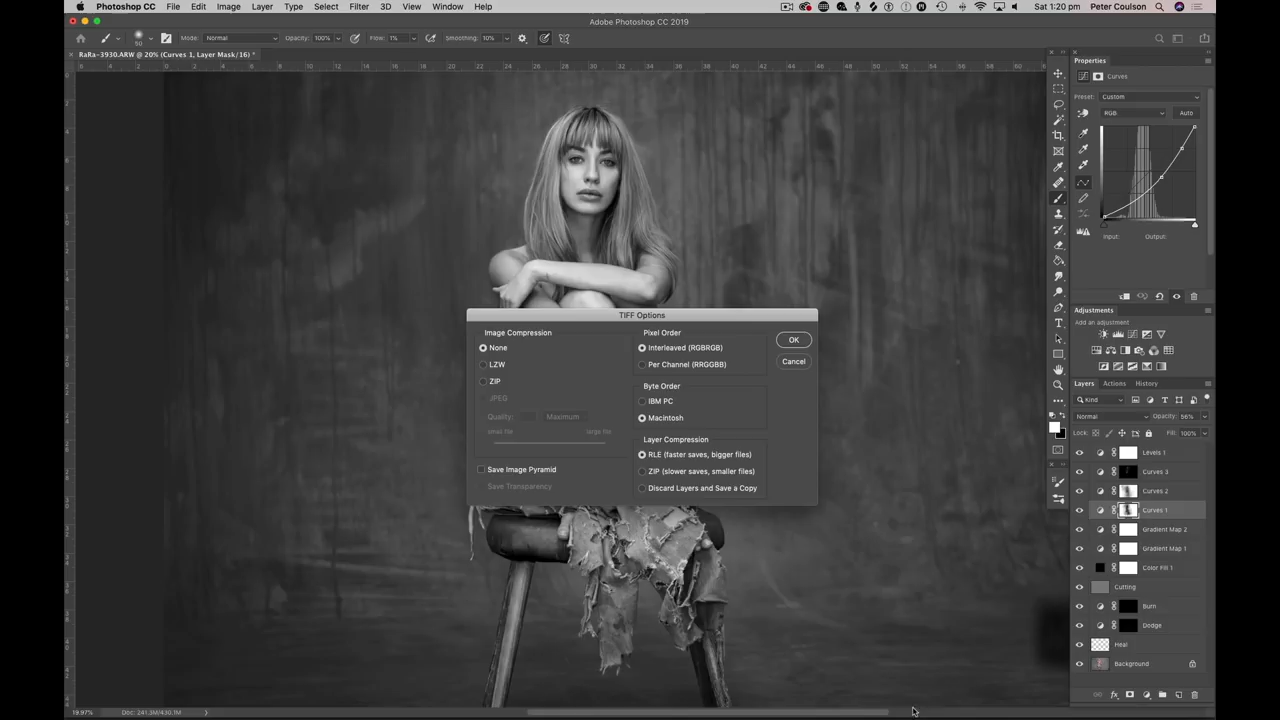 Photoshop CC File Edit Image Layer Type Select Filter 3D View Window Help
Sat 1:20 pm Peter Coulson
Adobe Photoshop CC 2019
50 Mode: Normal Opacity: 100% Flow: 1% Smoothing: 10%
RaRa-3930.ARW @ 20% (Curves 1, Layer Mask/16) *
Properties
Curves
Preset: Custom
RGB Auto
Input: Output:
Adjustments
Add an adjustment
Layers Actions History
Kind
Normal Opacity: 56%
Lock: Fill: 100%
Levels 1
Curves 3
Curves 2
Curves 1
Gradient Map 2
Gradient Map 1
Color Fill 1
Cutting
Burn
Dodge
Heal
Background
TIFF Options
Image Compression
None
LZW
ZIP
JPEG
Quality: Maximum
small file large file
Save Image Pyramid
Save Transparency
Pixel Order
Interleaved (RGBRGB)
Per Channel (RRGGBB)
Byte Order
IBM PC
Macintosh
Layer Compression
RLE (faster saves, bigger files)
ZIP (slower saves, smaller files)
Discard Layers and Save a Copy
OK
Cancel
19.97% Doc: 241.3M/430.1M